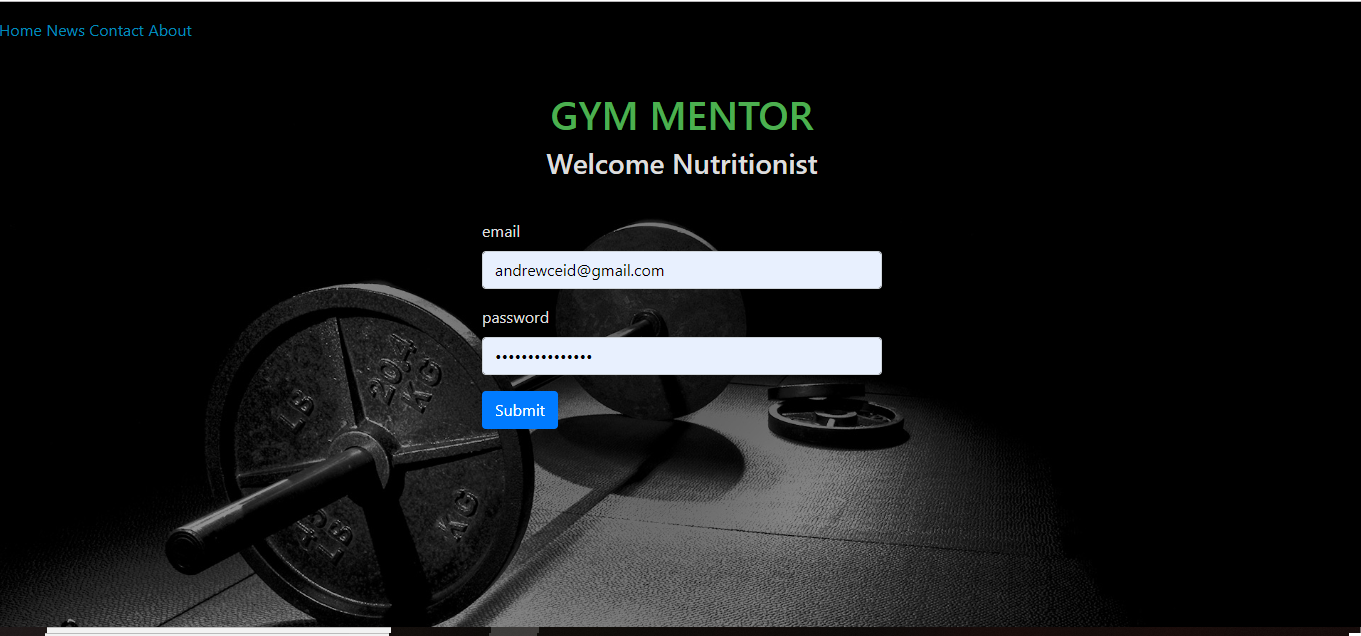 Home News Contact About
GYM MENTOR
Welcome Nutritionist
email
andrewceid@gmail.com
password
•••••••••••••••
Submit
20.4
KG
LB
KG
LB